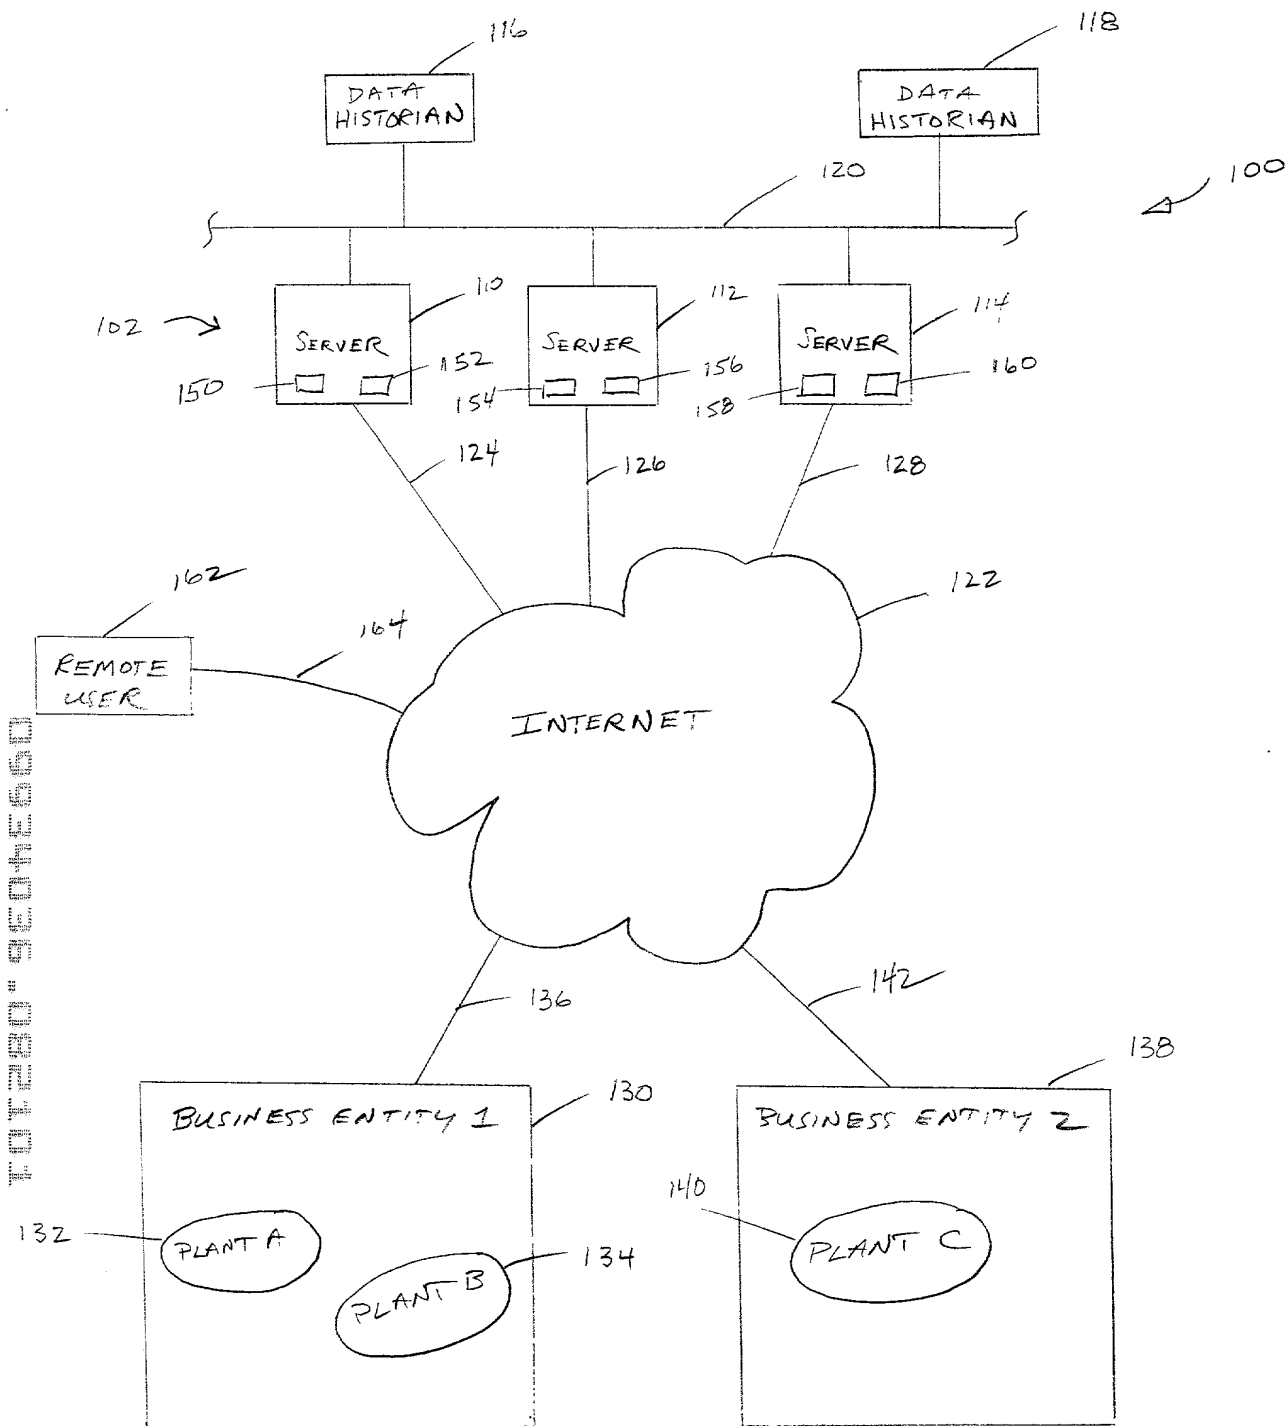 116
118
DATA
HISTORIAN
DATA
HISTORIAN
120
100
110
112
114
102
SERVER
SERVER
SERVER
150
152
154
156
158
160
124
126
128
162
164
122
REMOTE
USER
INTERNET
136
142
130
138
BUSINESS ENTITY 1
BUSINESS ENTITY 2
132
PLANT A
134
PLANT B
140
PLANT C
09934056.082101